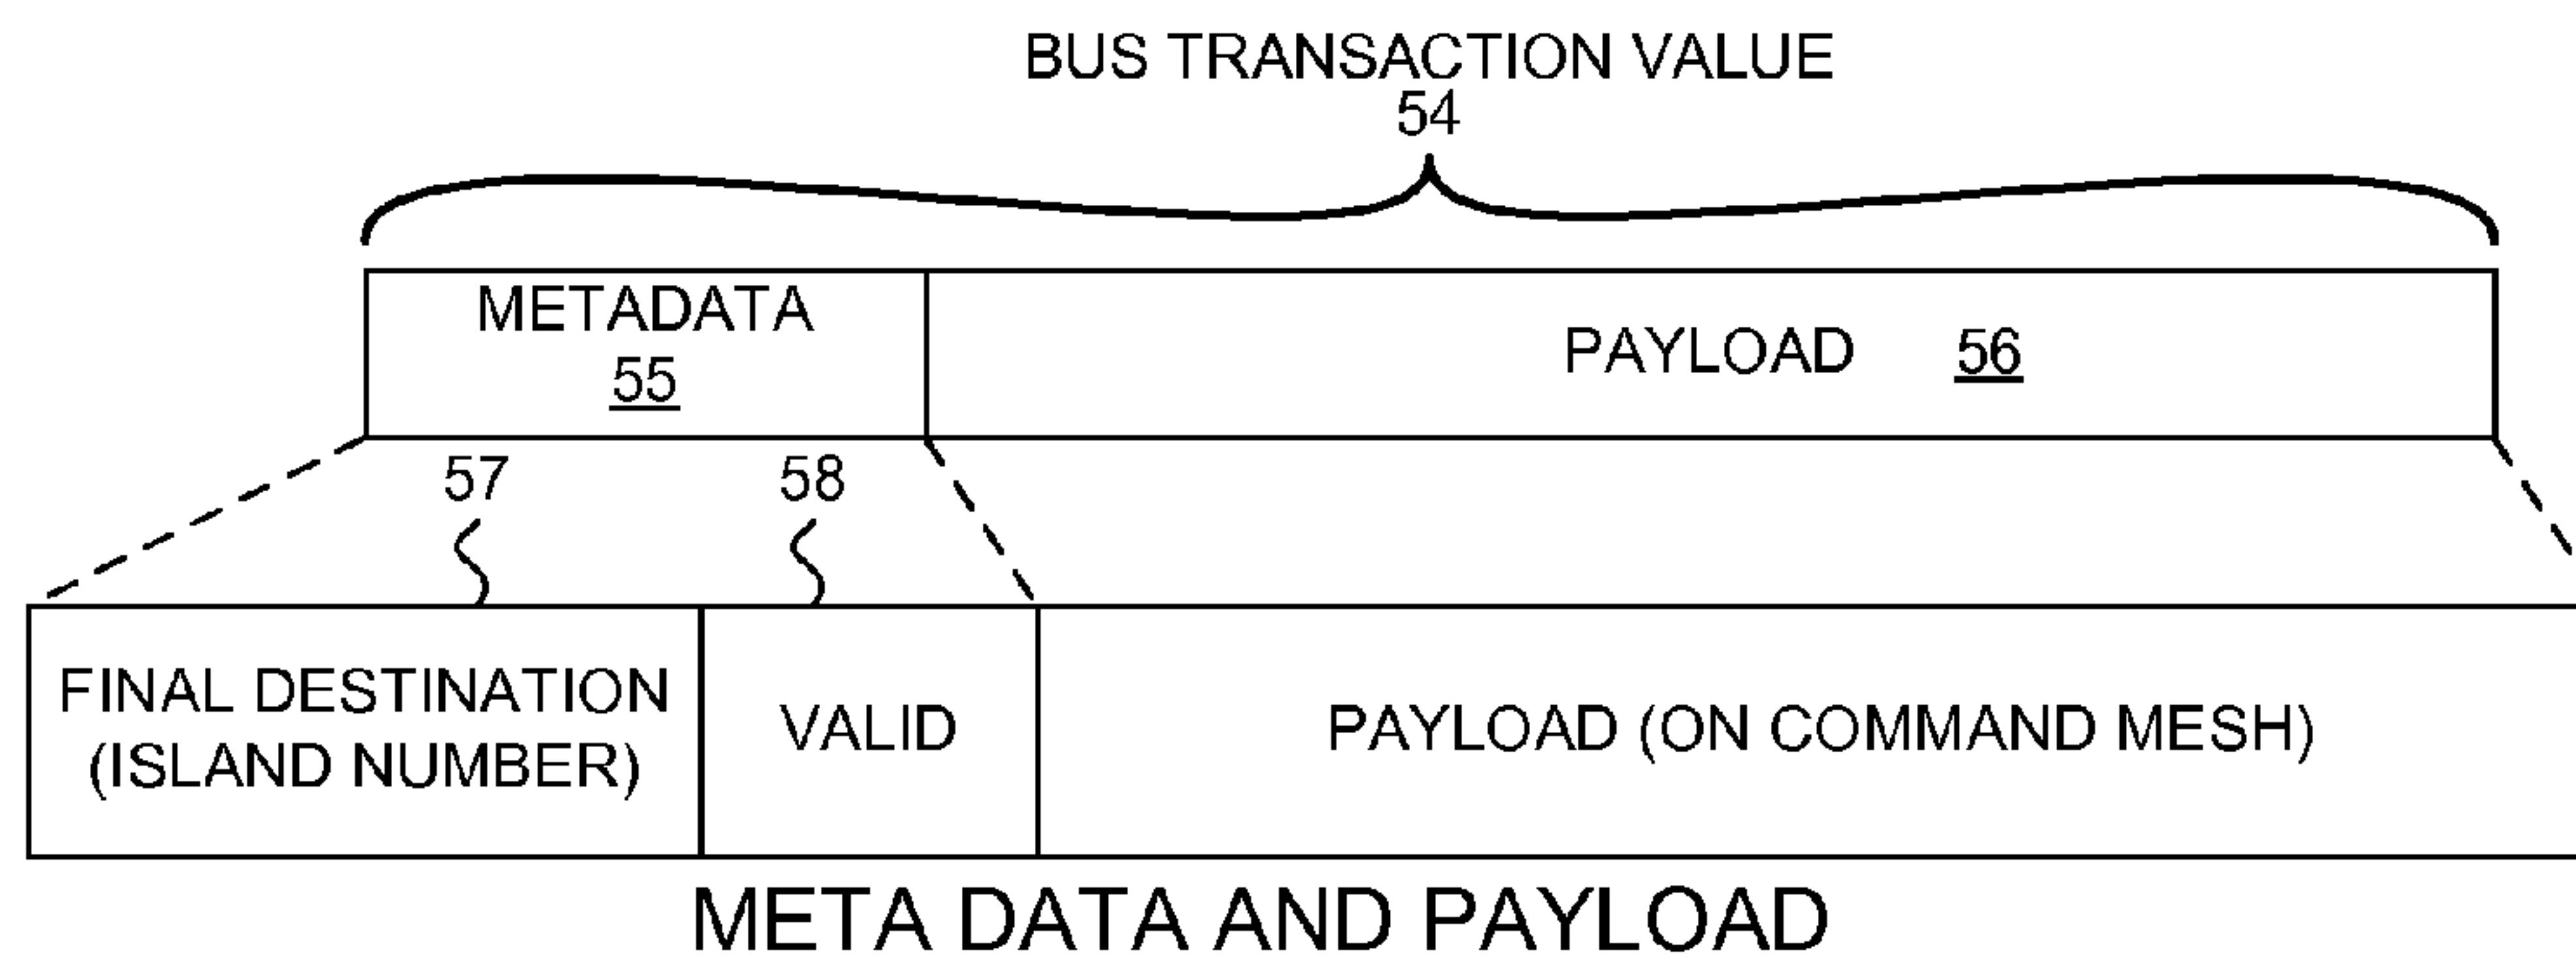 BUS TRANSACTION VALUE
54
METADATA
55
PAYLOAD 56
57 58
FINAL DESTINATION
(ISLAND NUMBER)
VALID
PAYLOAD (ON COMMAND MESH)
META DATA AND PAYLOAD